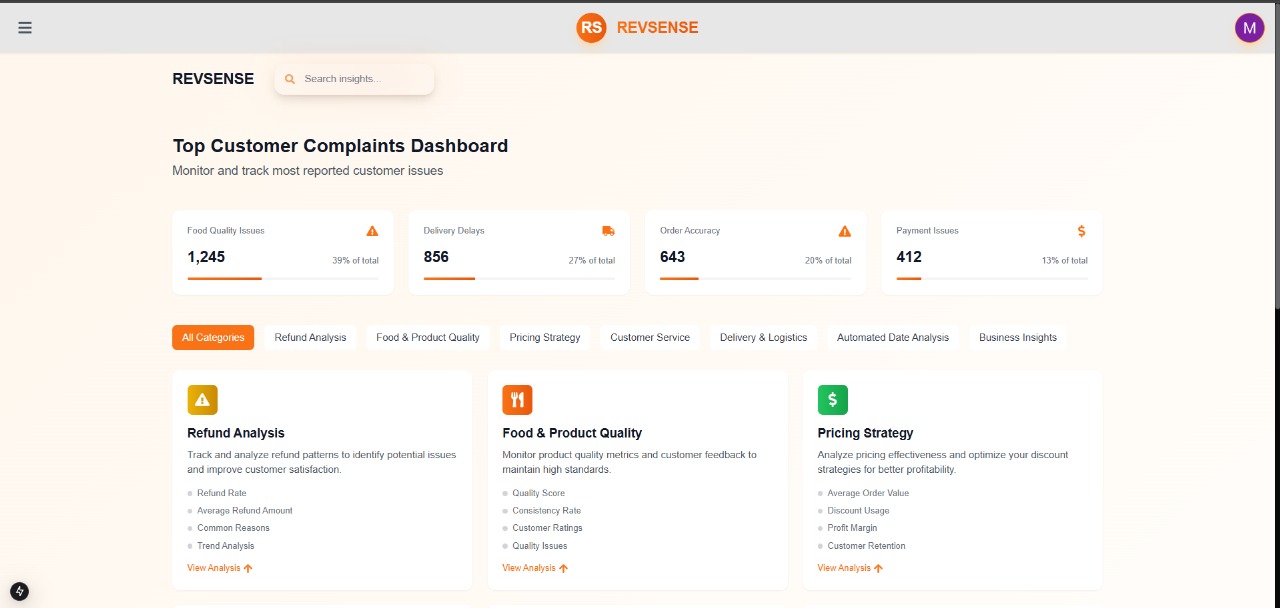 RS REVSENSE
M
REVSENSE
Search insights...
Top Customer Complaints Dashboard
Monitor and track most reported customer issues
Food Quality Issues
1,245
39% of total
Delivery Delays
856
27% of total
Order Accuracy
643
20% of total
Payment Issues
$
412
13% of total
All Categories
Refund Analysis
Food & Product Quality
Pricing Strategy
Customer Service
Delivery & Logistics
Automated Date Analysis
Business Insights
Refund Analysis
Track and analyze refund patterns to identify potential issues
and improve customer satisfaction.
Refund Rate
Average Refund Amount
Common Reasons
Trend Analysis
View Analysis
Food & Product Quality
Monitor product quality metrics and customer feedback to
maintain high standards.
Quality Score
Consistency Rate
Customer Ratings
Quality Issues
View Analysis
$
Pricing Strategy
Analyze pricing effectiveness and optimize your discount
strategies for better profitability.
Average Order Value
Discount Usage
Profit Margin
Customer Retention
View Analysis